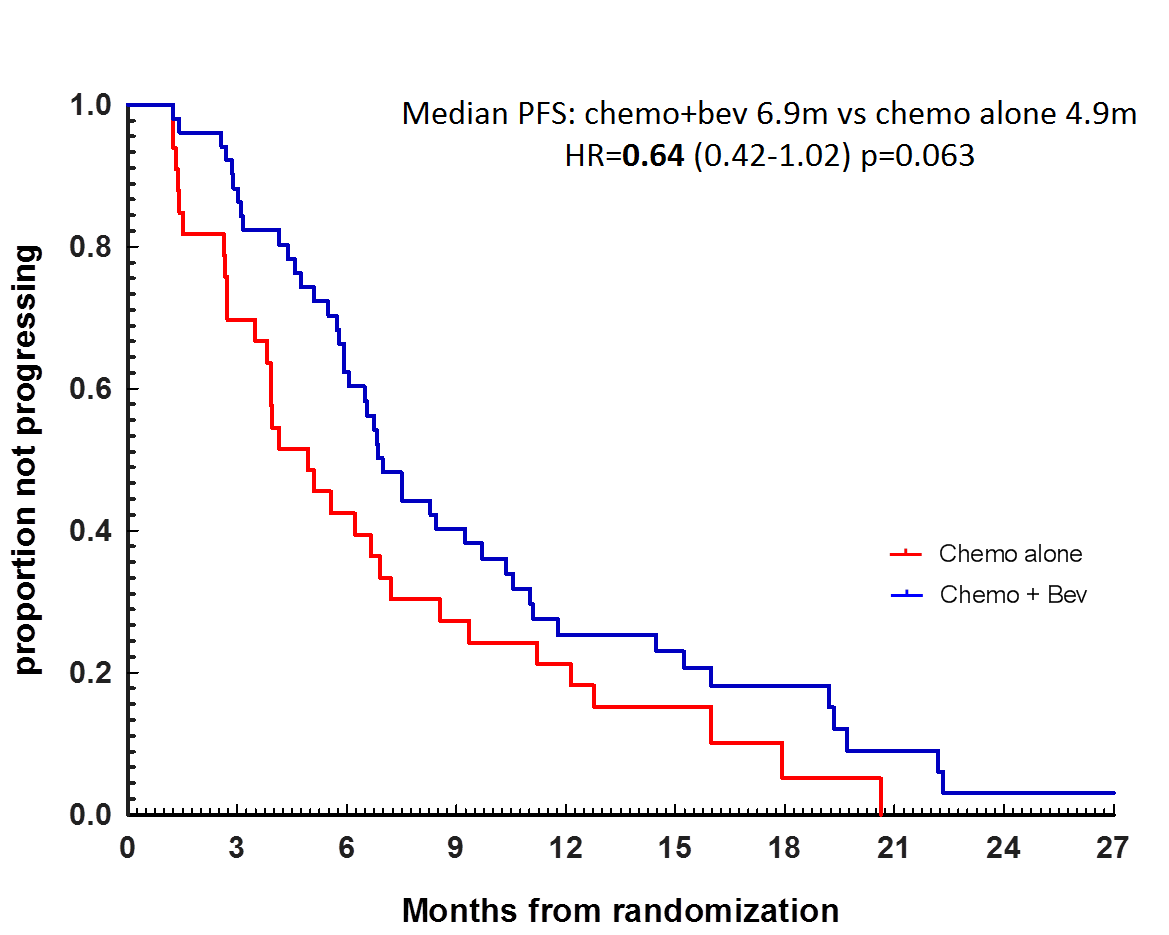 Median PFS: chemo+bev 6.9m vs chemo alone 4.9m
HR=0.64 (0.42-1.02) p=0.063
proportion not progressing
1.0
0.8
0.6
0.4
0.2
0.0
Chemo alone
Chemo + Bev
0 3 6 9 12 15 18 21 24 27
Months from randomization